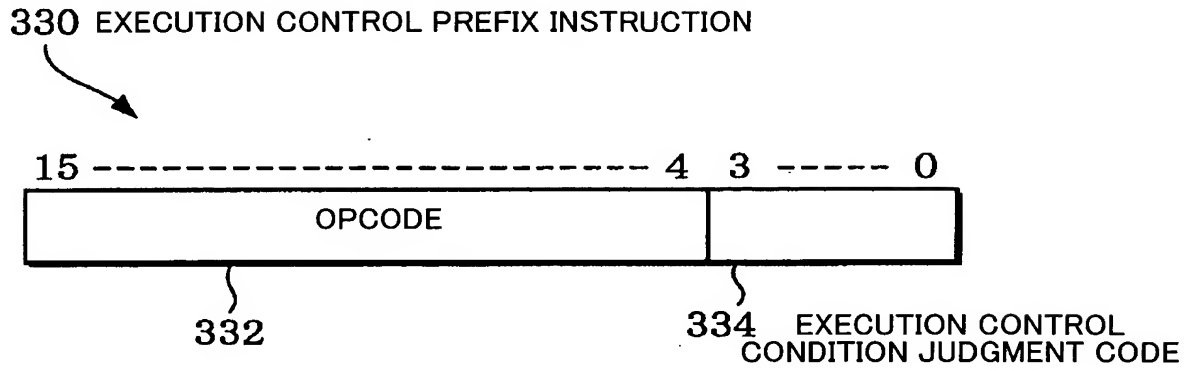 330 EXECUTION CONTROL PREFIX INSTRUCTION
15 -------------------- 4 3 ----- 0
OPCODE
332
334 EXECUTION CONTROL
CONDITION JUDGMENT CODE